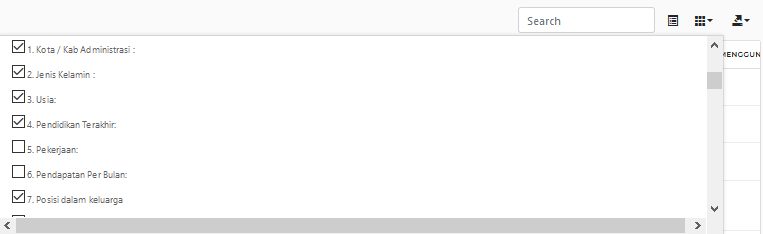 Search
MENGGUN
1. Kota / Kab Administrasi :
2. Jenis Kelamin :
3. Usia:
4. Pendidikan Terakhir:
5. Pekerjaan:
6. Pendapatan Per Bulan:
7. Posisi dalam keluarga